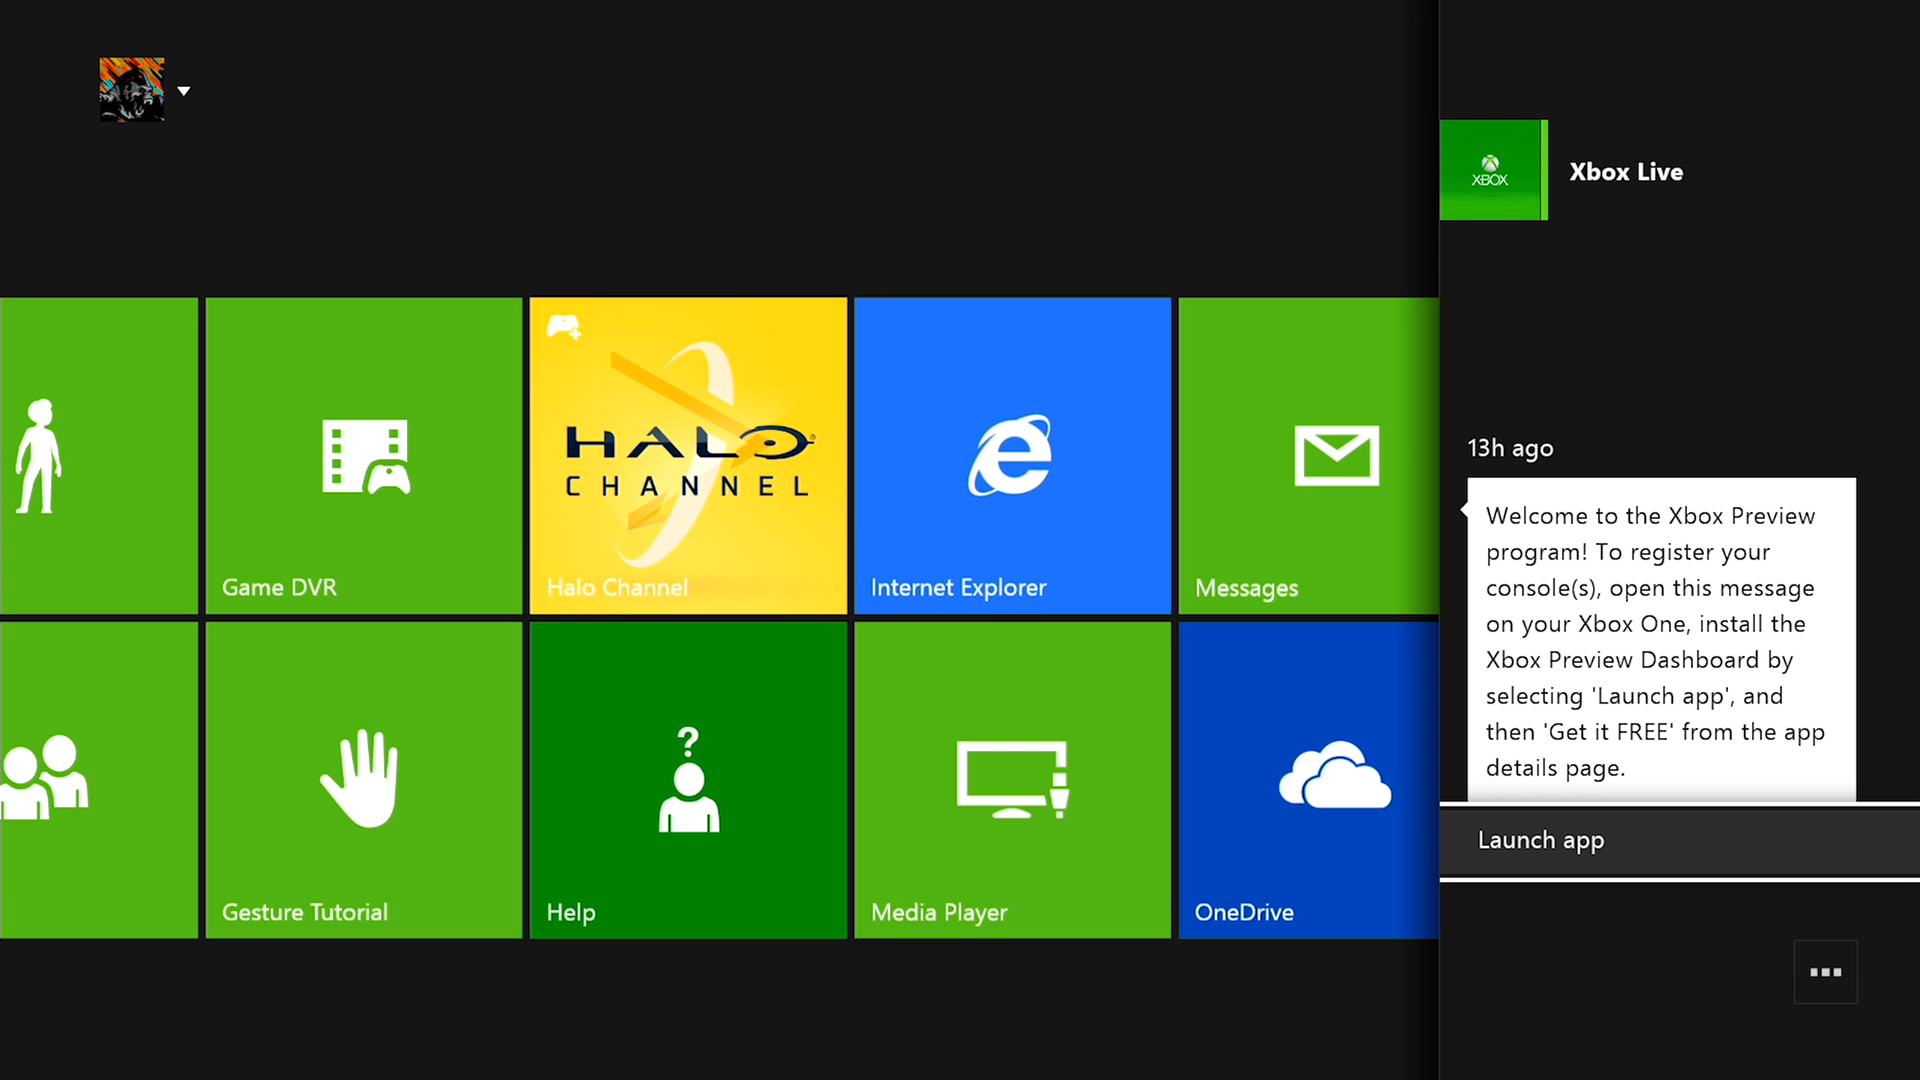 XBOX
Xbox Live
HALO
CHANNEL
Game DVR
Halo Channel
Internet Explorer
Messages
Gesture Tutorial
?
Help
Media Player
OneDrive
13h ago
Welcome to the Xbox Preview
program! To register your
console(s), open this message
on your Xbox One, install the
Xbox Preview Dashboard by
selecting 'Launch app', and
then 'Get it FREE' from the app
details page.
Launch app